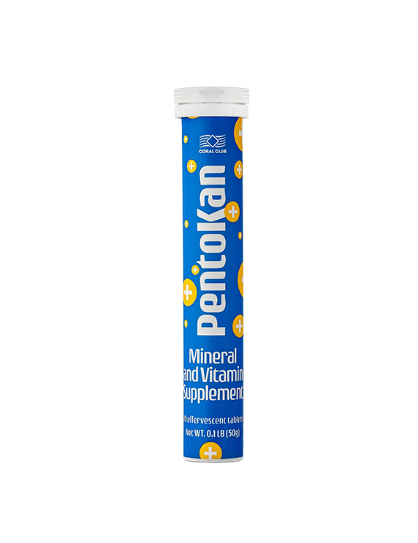 CORAL CLUB
PentoKan
Mineral
and Vitamin
Supplement
effervescent tablets
Net WT. 0.1 LB (50g)